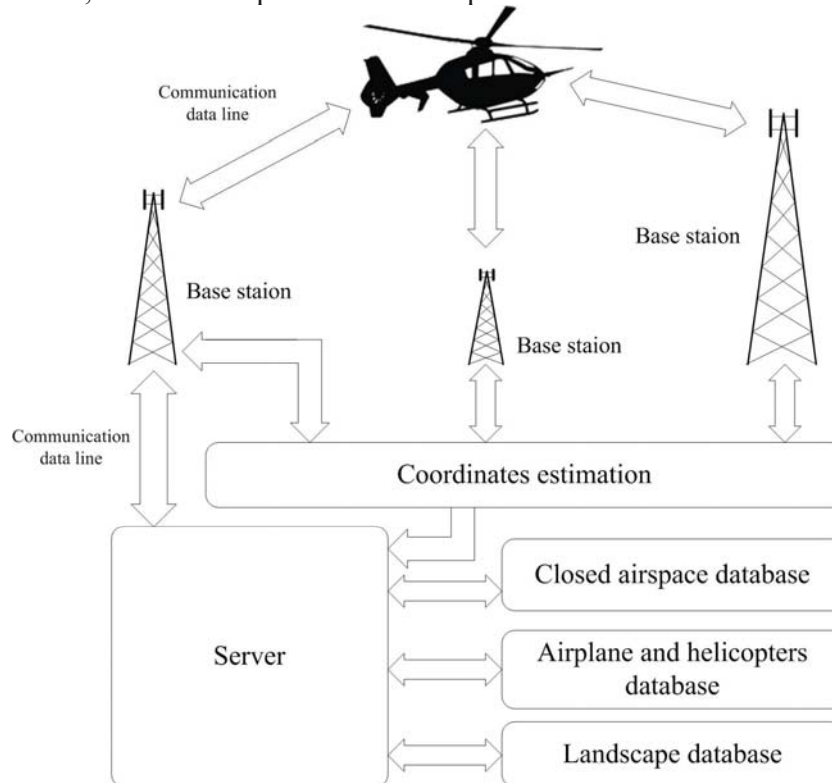 Communication
data line
Base staion
Base staion
Base staion
Communication
data line
Coordinates estimation
Server
Closed airspace database
Airplane and helicopters
database
Landscape database